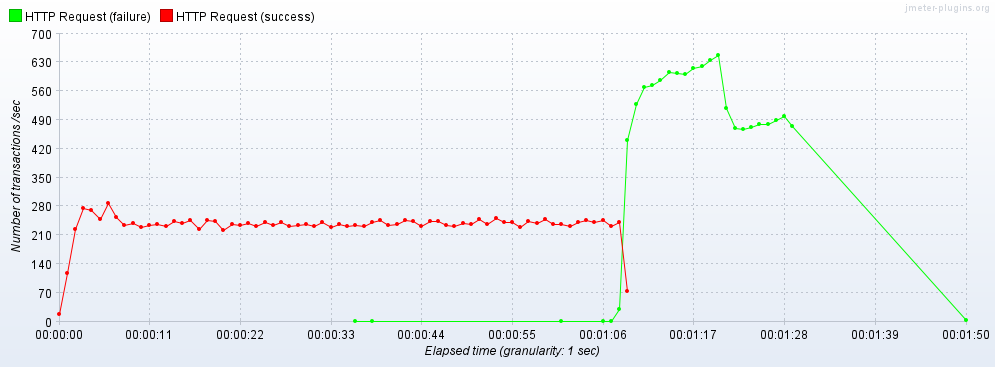 jmeter-plugins.org
HTTP Request (failure) HTTP Request (success)
700
630
560
490
420
350
280
210
140
70
0
Number of transactions /sec
00:00:00 00:00:11 00:00:22 00:00:33 00:00:44 00:00:55 00:01:06 00:01:17 00:01:28 00:01:39 00:01:50
Elapsed time (granularity: 1 sec)